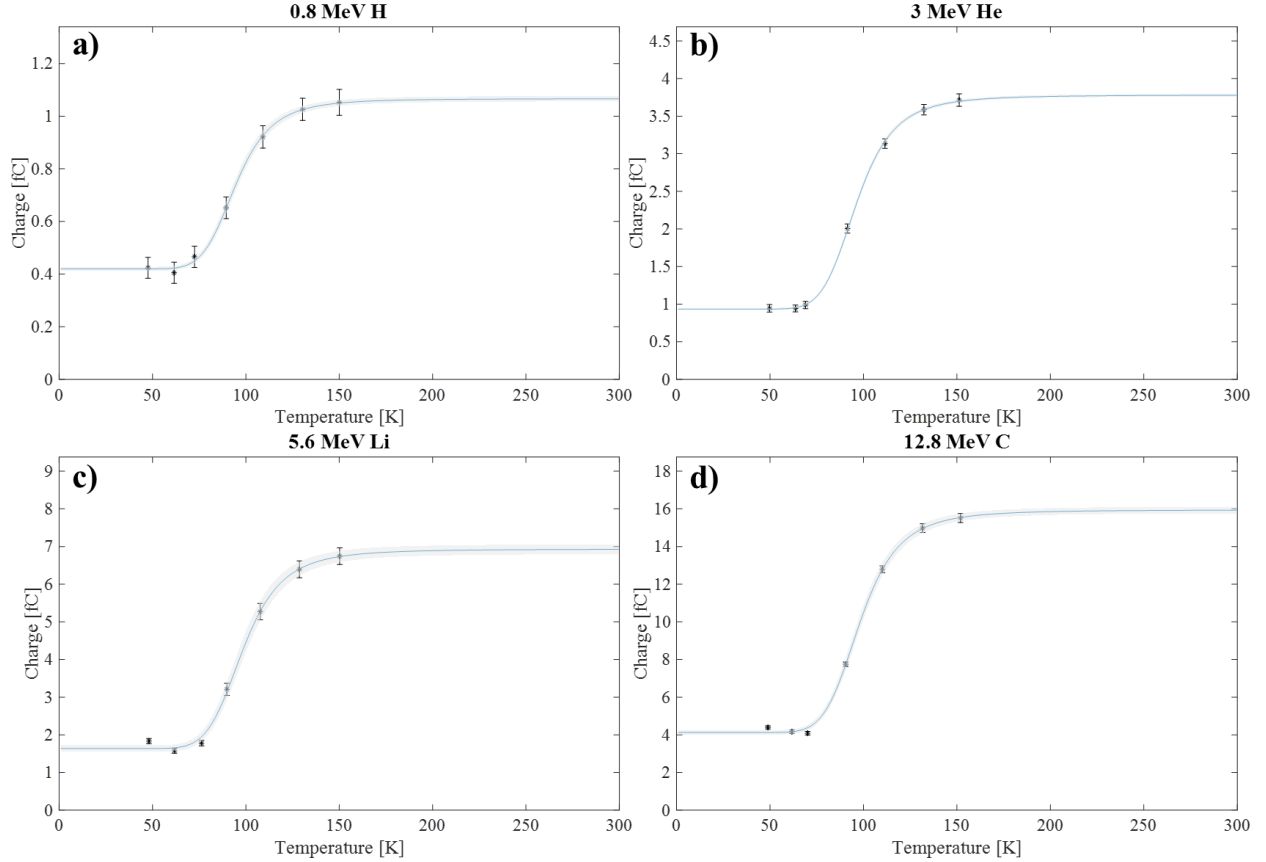 0.8 MeV H
a)
1.2
1
0.8
0.6
0.4
0.2
0
Charge [fC]
0 50 100 150 200 250 300
Temperature [K]
3 MeV He
b)
4.5
4
3.5
3
2.5
2
1.5
1
0.5
0
Charge [fC]
0 50 100 150 200 250 300
Temperature [K]
5.6 MeV Li
c)
9
8
7
6
5
4
3
2
1
0
Charge [fC]
0 50 100 150 200 250 300
Temperature [K]
12.8 MeV C
d)
18
16
14
12
10
8
6
4
2
0
Charge [fC]
0 50 100 150 200 250 300
Temperature [K]